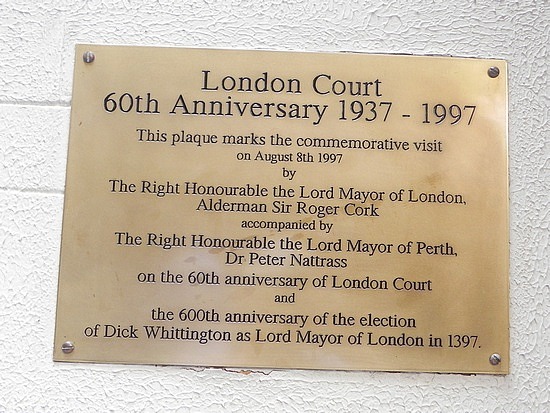 London Court
60th Anniversary 1937 - 1997
This plaque marks the commemorative visit
on August 8th 1997
by
The Right Honourable the Lord Mayor of London,
Alderman Sir Roger Cork
accompanied by
The Right Honourable the Lord Mayor of Perth,
Dr Peter Nattrass
on the 60th anniversary of London Court
and
the 600th anniversary of the election
of Dick Whittington as Lord Mayor of London in 1397.